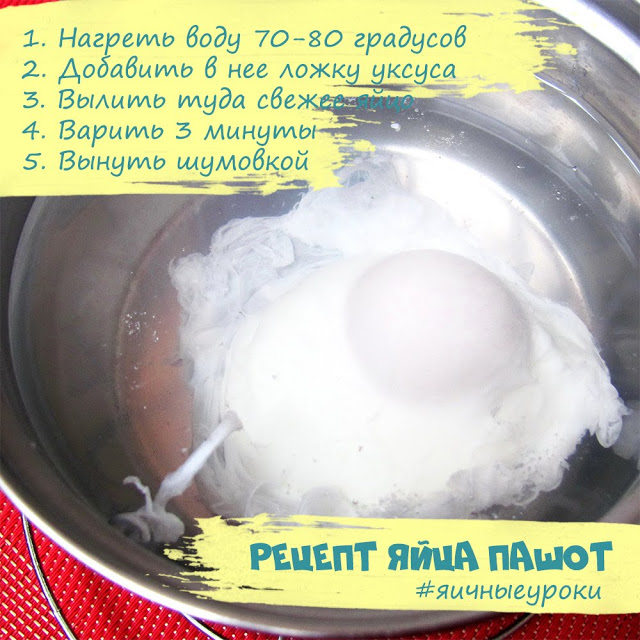 1. Нагреть воду 70-80 градусов
2. Добавить в нее ложку уксуса
3. Вылить туда свежее яйцо
4. Варить 3 минуты
5. Вынуть шумовкой
РЕЦЕПТ ЯЙЦА ПАШОТ
#яичныеуроки